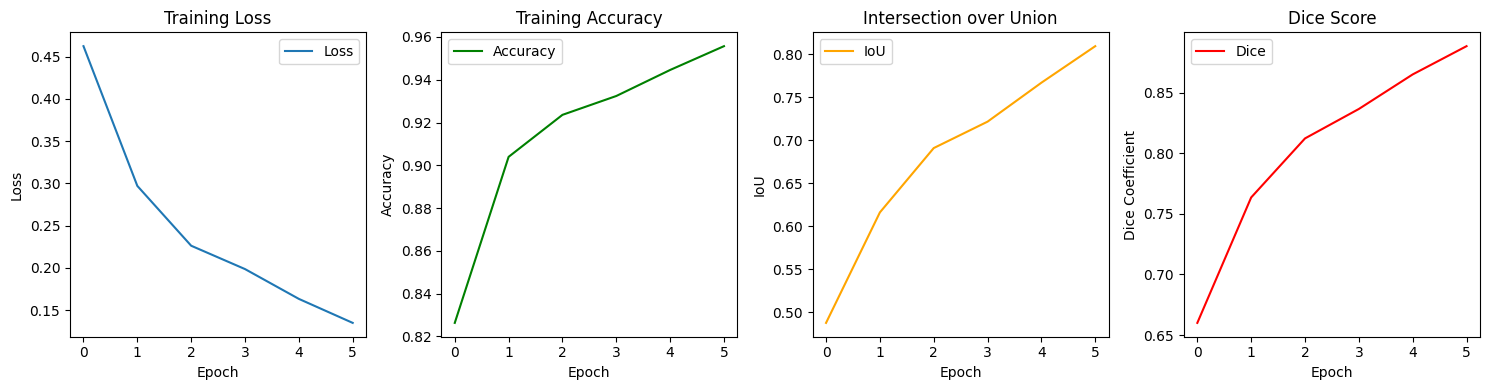 Training Loss
Loss
0.45
0.40
0.35
0.30
0.25
0.20
0.15
Loss
0 1 2 3 4 5
Epoch
Training Accuracy
Accuracy
0.96
0.94
0.92
0.90
0.88
0.86
0.84
0.82
Accuracy
0 1 2 3 4 5
Epoch
Intersection over Union
IoU
0.80
0.75
0.70
0.65
0.60
0.55
0.50
IoU
0 1 2 3 4 5
Epoch
Dice Score
Dice
0.85
0.80
0.75
0.70
0.65
Dice Coefficient
0 1 2 3 4 5
Epoch